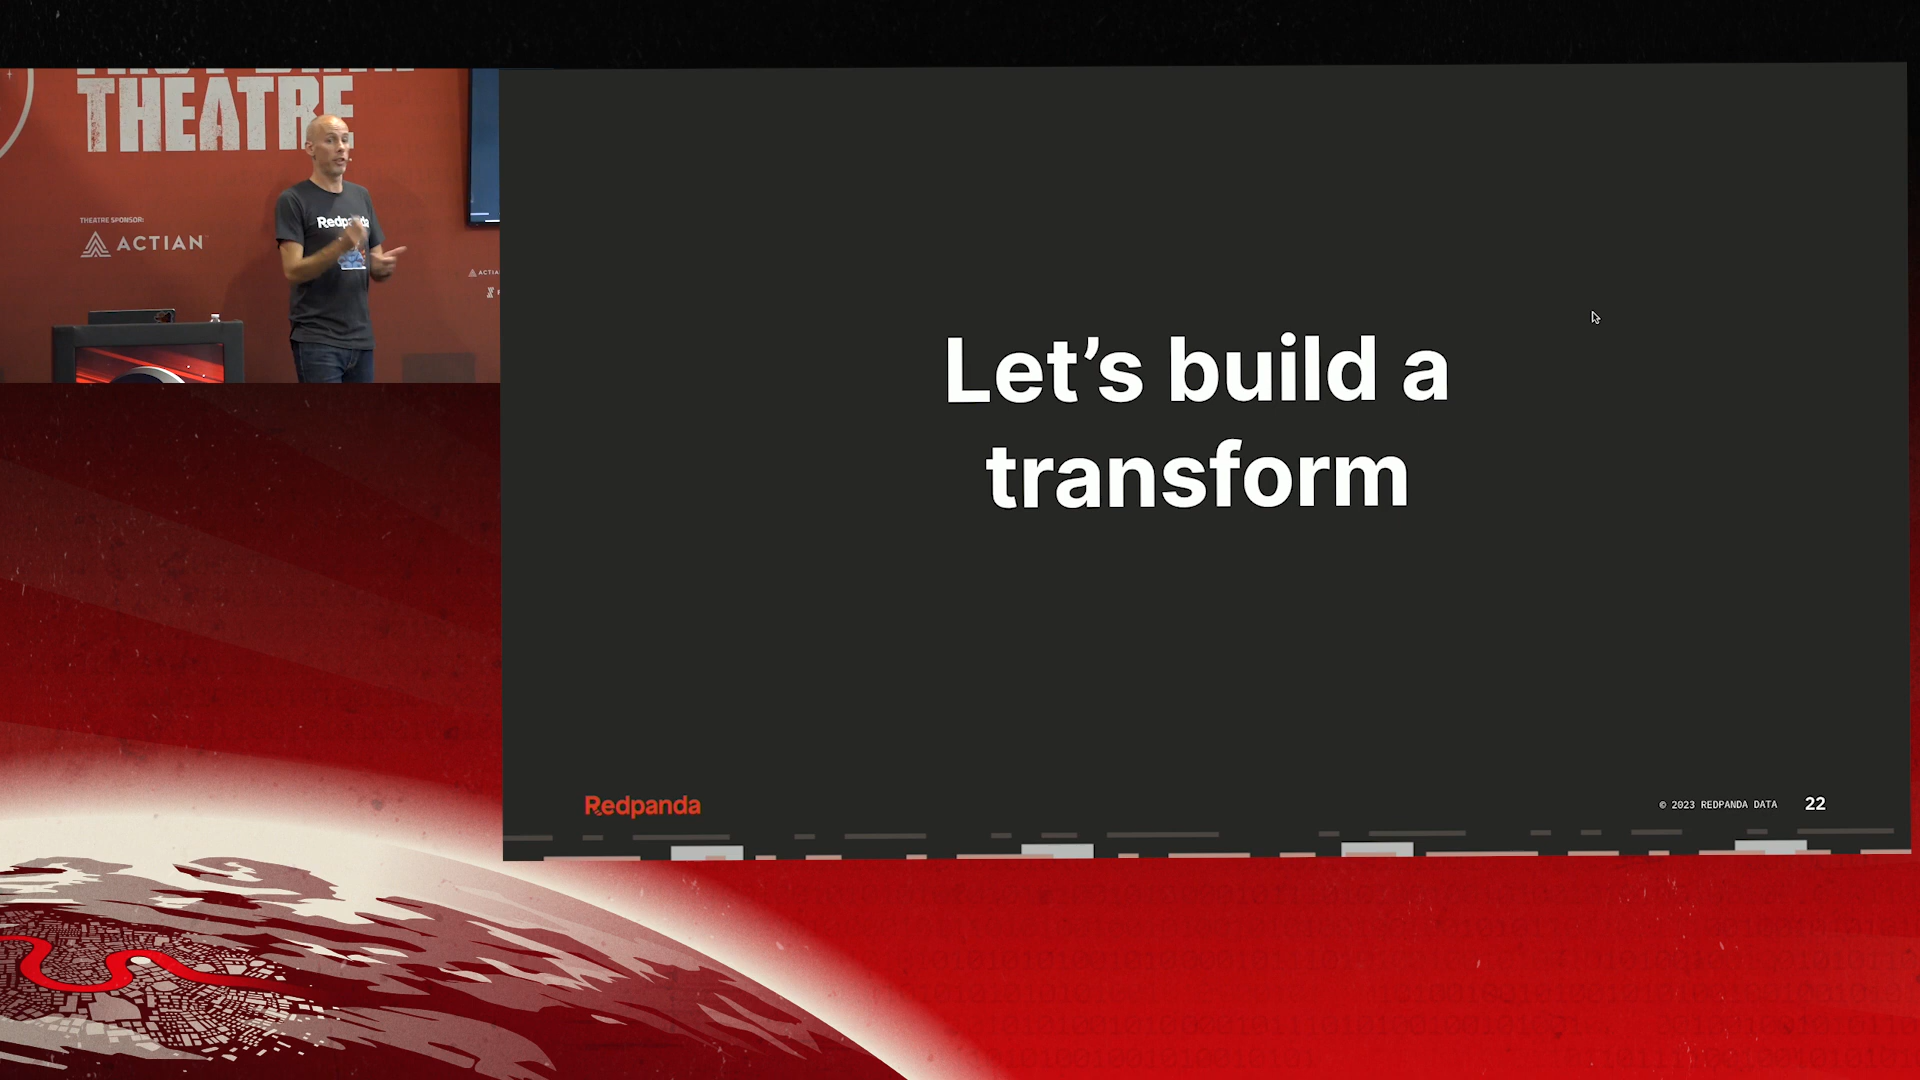 THEATRE
THEATRE SPONSOR:
ACTIAN
Redpanda
Let's build a
transform
Redpanda
© 2023 REDPANDA DATA 22